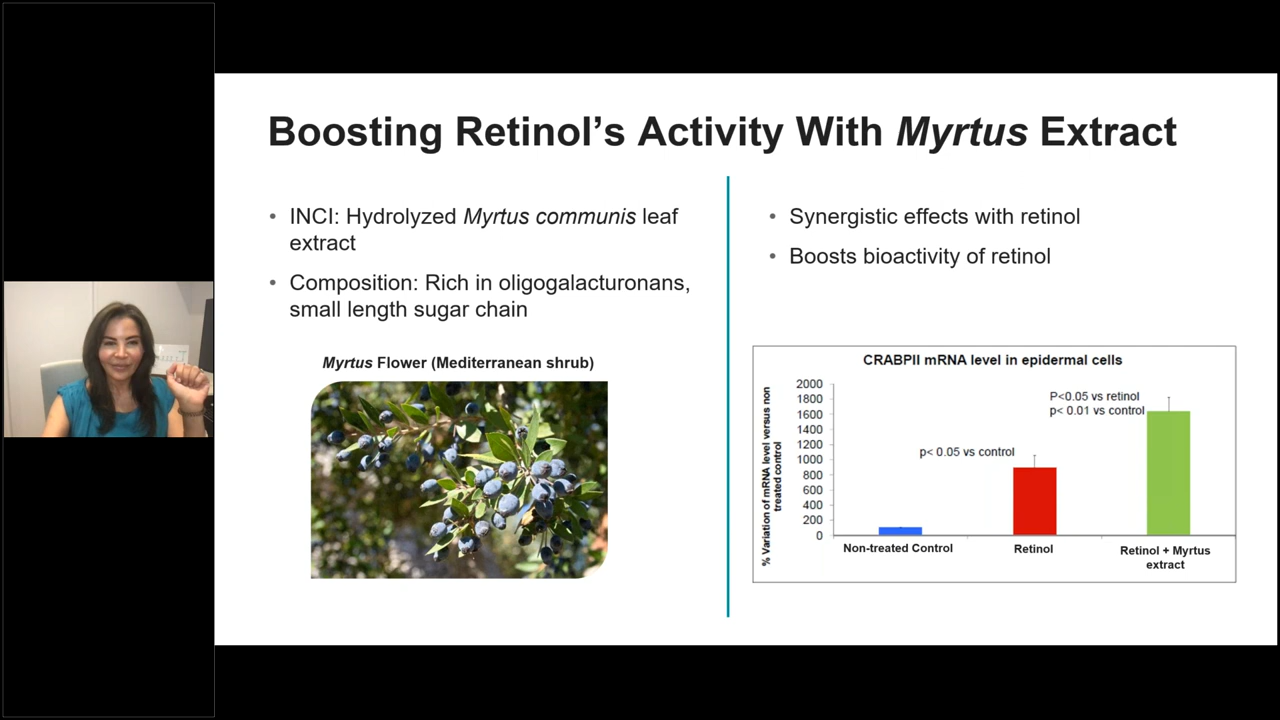 Boosting Retinol’s Activity With Myrtus Extract
• INCI: Hydrolyzed Myrtus communis leaf
extract
• Composition: Rich in oligogalacturonans,
small length sugar chain
Myrtus Flower (Mediterranean shrub)
• Synergistic effects with retinol
• Boosts bioactivity of retinol
CRABPII mRNA level in epidermal cells
% Variation of mRNA level versus non
treated control
2000
1800
1600
1400
1200
1000
800
600
400
200
0
p< 0.05 vs control
P<0.05 vs retinol
p< 0.01 vs control
Non-treated Control
Retinol
Retinol + Myrtus
extract